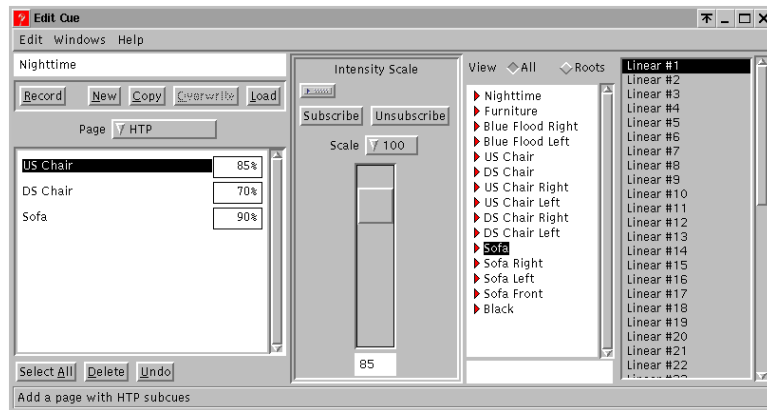 Edit Cue
Edit Windows Help
Nighttime
Record New Copy Overwrite Load
Page HTP
US Chair 85%
DS Chair 70%
Sofa 90%
Select All Delete Undo
Intensity Scale
Subscribe Unsubscribe
Scale 100
85
View All Roots
Nighttime
Furniture
Blue Flood Right
Blue Flood Left
US Chair
DS Chair
US Chair Right
US Chair Left
DS Chair Right
DS Chair Left
Sofa
Sofa Right
Sofa Left
Sofa Front
Black
Linear #1
Linear #2
Linear #3
Linear #4
Linear #5
Linear #6
Linear #7
Linear #8
Linear #9
Linear #10
Linear #11
Linear #12
Linear #13
Linear #14
Linear #15
Linear #16
Linear #17
Linear #18
Linear #19
Linear #20
Linear #21
Linear #22
Add a page with HTP subcues